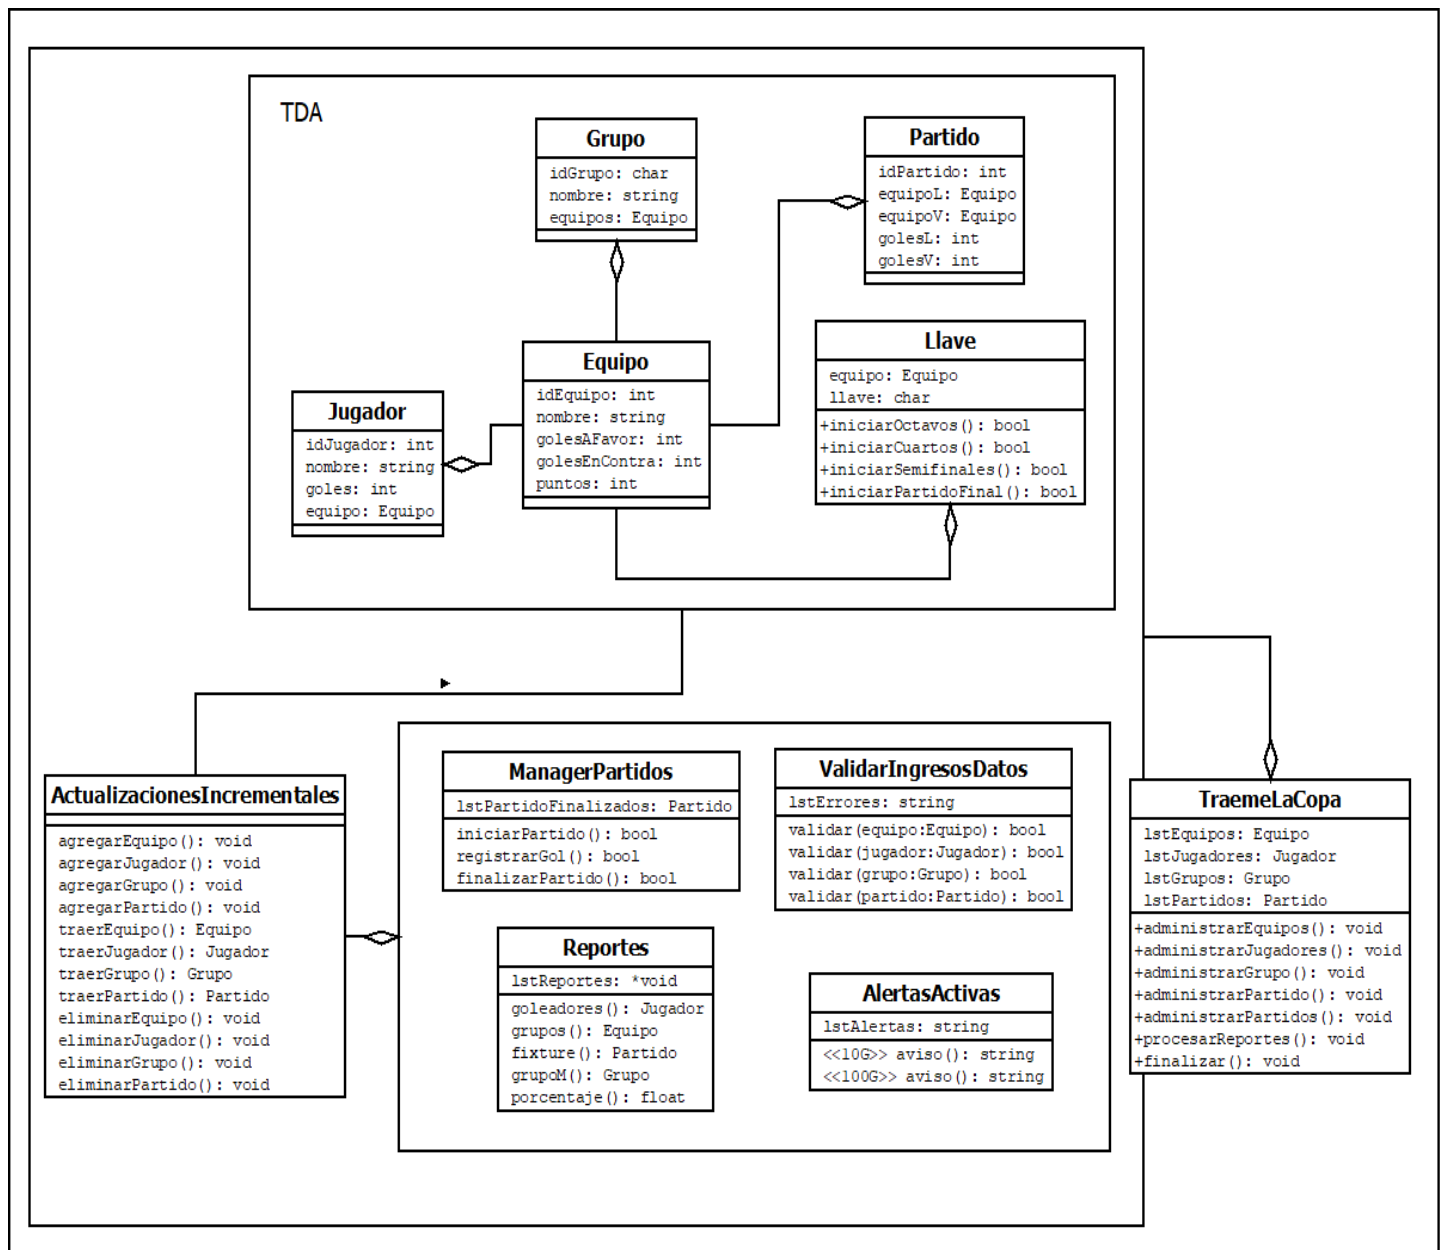 TDA
Grupo
idGrupo: char
nombre: string
equipos: Equipo
Partido
idPartido: int
equipoL: Equipo
equipoV: Equipo
golesL: int
golesV: int
Llave
equipo: Equipo
llave: char
+iniciarOctavos(): bool
+iniciarCuartos(): bool
+iniciarSemifinales(): bool
+iniciarPartidoFinal(): bool
Equipo
idEquipo: int
nombre: string
golesAFavor: int
golesEnContra: int
puntos: int
Jugador
idJugador: int
nombre: string
goles: int
equipo: Equipo
ActualizacionesIncrementales
agregarEquipo(): void
agregarJugador(): void
agregarGrupo(): void
agregarPartido(): void
traerEquipo(): Equipo
traerJugador(): Jugador
traerGrupo(): Grupo
traerPartido(): Partido
eliminarEquipo(): void
eliminarJugador(): void
eliminarGrupo(): void
eliminarPartido(): void
ManagerPartidos
lstPartidoFinalizados: Partido
iniciarPartido(): bool
registrarGol(): bool
finalizarPartido(): bool
ValidarIngresosDatos
lstErrores: string
validar(equipo:Equipo): bool
validar(jugador:Jugador): bool
validar(grupo:Grupo): bool
validar(partido:Partido): bool
Reportes
lstReportes: *void
goleadores(): Jugador
grupos(): Equipo
fixture(): Partido
grupoM(): Grupo
porcentaje(): float
AlertasActivas
lstAlertas: string
<<10G>> aviso(): string
<<100G>> aviso(): string
TraemeLaCopa
lstEquipos: Equipo
lstJugadores: Jugador
lstGrupos: Grupo
lstPartidos: Partido
+administrarEquipos(): void
+administrarJugadores(): void
+administrarGrupo(): void
+administrarPartido(): void
+administrarPartidos(): void
+procesarReportes(): void
+finalizar(): void